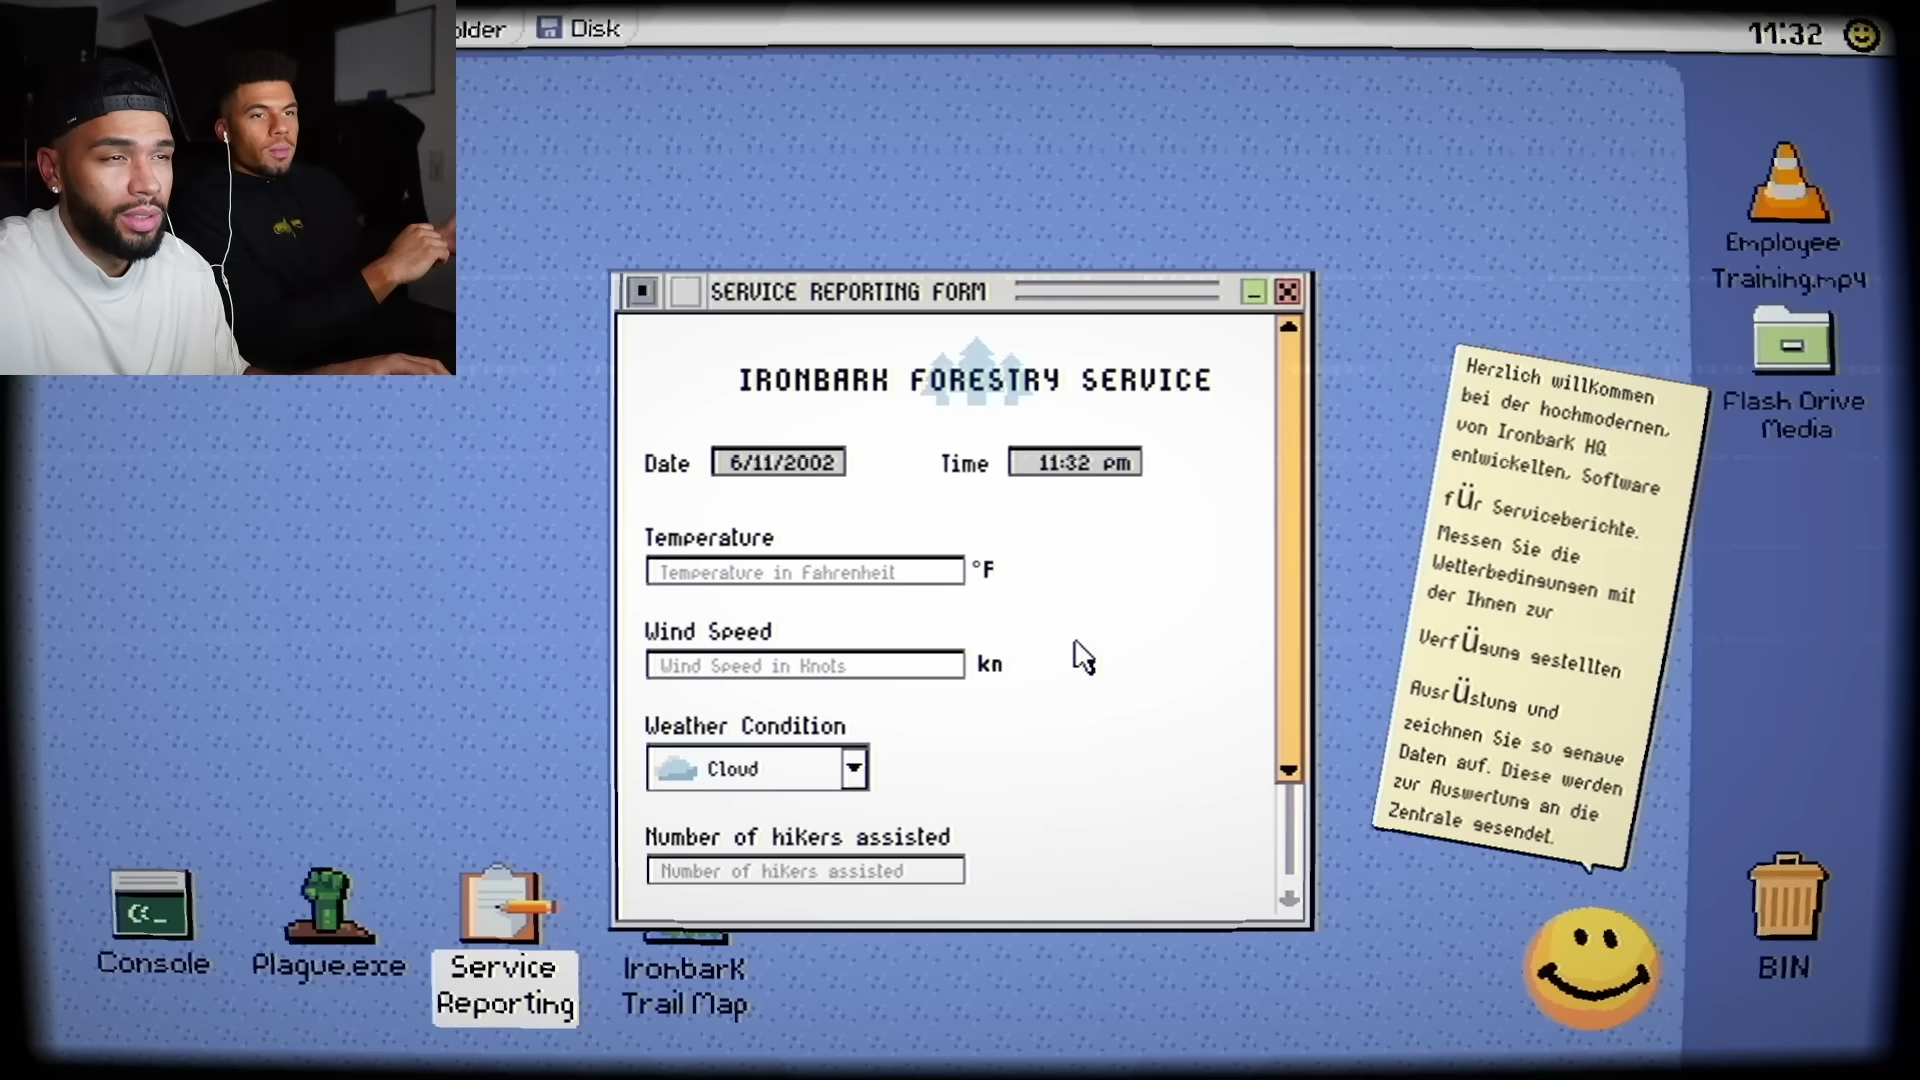 older
Disk
11:32
Employee
Training.mp4
Flash Drive
Media
SERVICE REPORTING FORM
IRONBARK FORESTRY SERVICE
Date 6/11/2002 Time 11:32 pm
Temperature
Temperature in Fahrenheit °F
Wind Speed
Wind Speed in Knots kn
Weather Condition
Cloud
Number of hikers assisted
Number of hikers assisted
Herzlich willkommen
bei der hochmodernen,
von Ironbark HQ
entwickelten, Software
fÜr Serviceberichte.
Messen Sie die
Wetterbedingungen mit
der Ihnen zur
VerfÜgung gestellten
AusrÜstung und
zeichnen Sie so genaue
Daten auf. Diese werden
zur Auswertung an die
Zentrale gesendet.
Console
Plague.exe
Service
Reporting
Ironbark
Trail Map
BIN